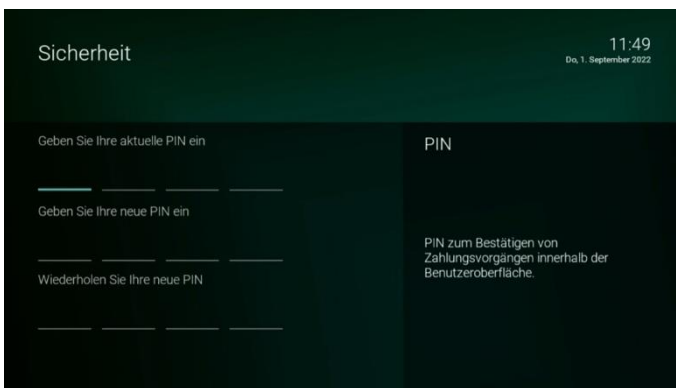 Sicherheit
11:49
Do, 1. September 2022
Geben Sie Ihre aktuelle PIN ein
PIN
Geben Sie Ihre neue PIN ein
PIN zum Bestätigen von
Zahlungsvorgängen innerhalb der
Benutzeroberfläche.
Wiederholen Sie Ihre neue PIN